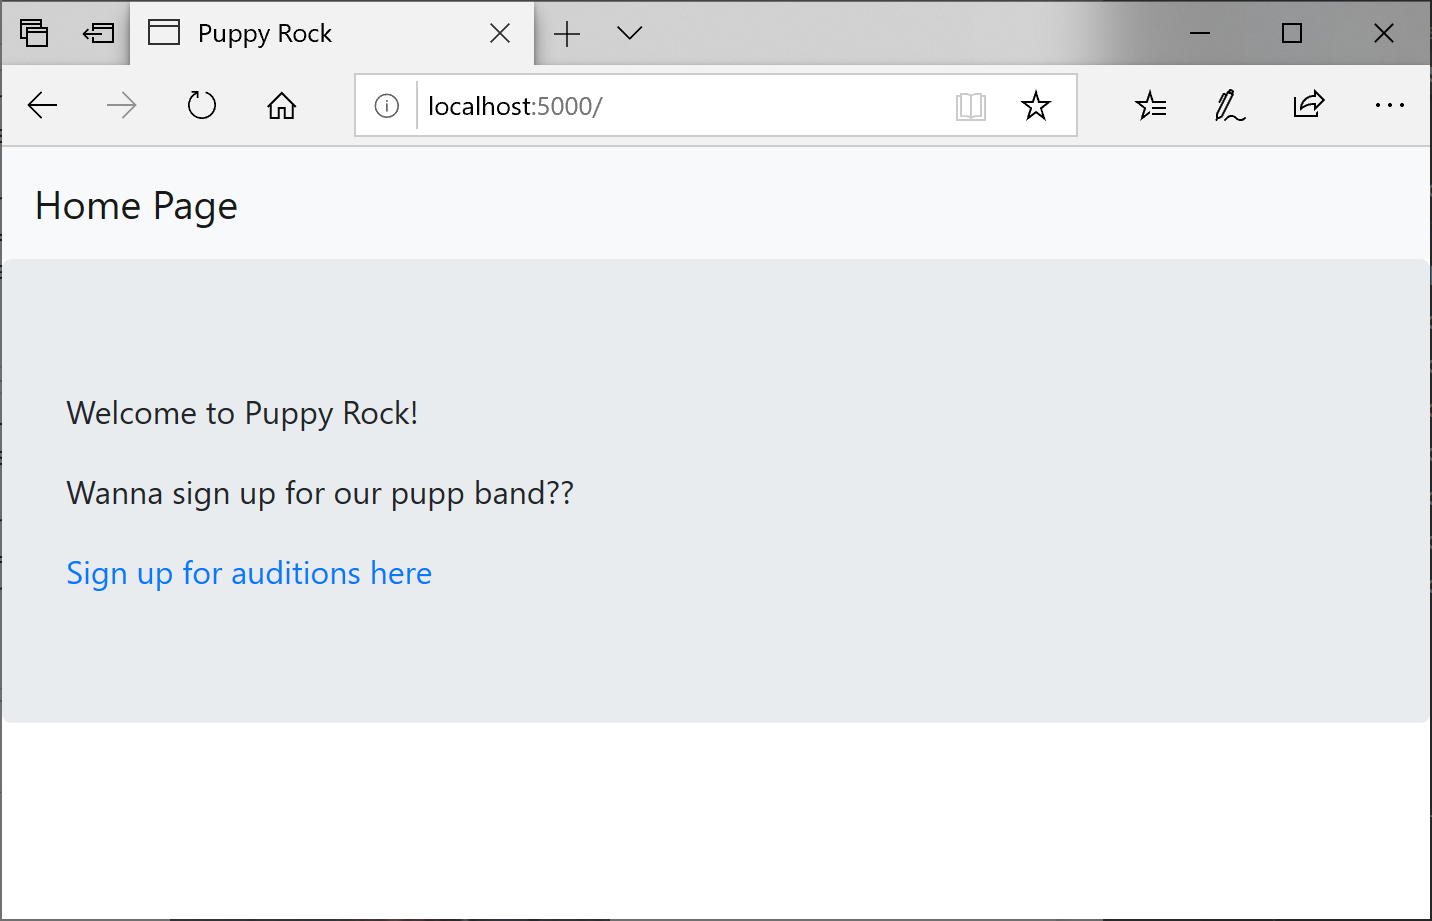 Puppy Rock
localhost:5000/
Home Page
Welcome to Puppy Rock!
Wanna sign up for our pupp band??
Sign up for auditions here